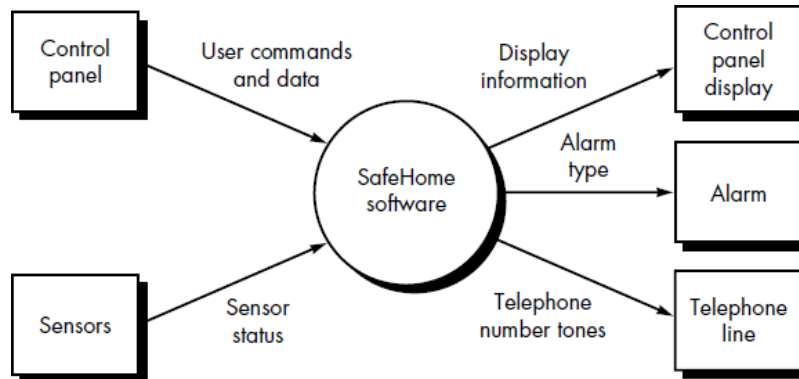 Control
panel
User commands
and data
Display
information
Control
panel
display
SafeHome
software
Alarm
type
Alarm
Sensors
Sensor
status
Telephone
number tones
Telephone
line